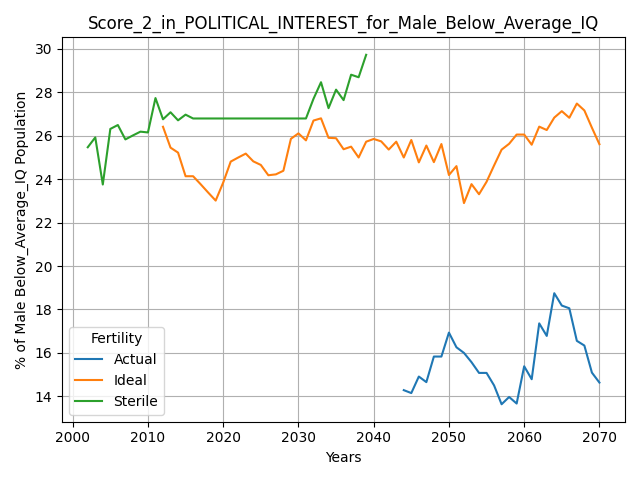 Score_2_in_POLITICAL_INTEREST_for_Male_Below_Average_IQ
% of Male Below_Average_IQ Population
30
28
26
24
22
20
18
16
14
Fertility
Actual
Ideal
Sterile
2000 2010 2020 2030 2040 2050 2060 2070
Years